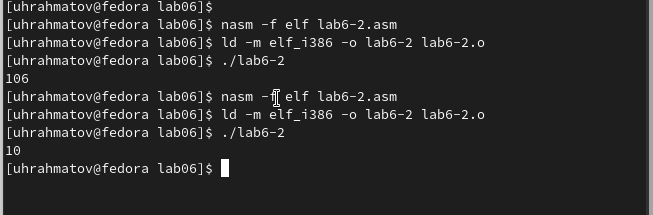 [uhrahmatov@fedora lab06]$
[uhrahmatov@fedora lab06]$ nasm -f elf lab6-2.asm
[uhrahmatov@fedora lab06]$ ld -m elf_i386 -o lab6-2 lab6-2.o
[uhrahmatov@fedora lab06]$ ./lab6-2
106
[uhrahmatov@fedora lab06]$ nasm -f elf lab6-2.asm
[uhrahmatov@fedora lab06]$ ld -m elf_i386 -o lab6-2 lab6-2.o
[uhrahmatov@fedora lab06]$ ./lab6-2
10
[uhrahmatov@fedora lab06]$